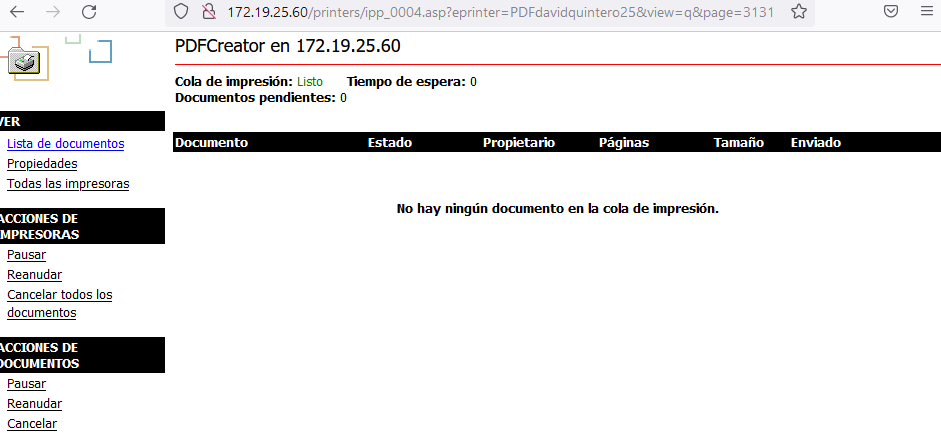 172.19.25.60/printers/ipp_0004.asp?eprinter=PDFdavidquintero25&view=q&page=3131
PDFCreator en 172.19.25.60
Cola de impresión: Listo Tiempo de espera: 0
Documentos pendientes: 0
VER
Lista de documentos
Propiedades
Todas las impresoras
ACCIONES DE
IMPRESORAS
Pausar
Reanudar
Cancelar todos los
documentos
ACCIONES DE
DOCUMENTOS
Pausar
Reanudar
Cancelar
Documento Estado Propietario Páginas Tamaño Enviado
No hay ningún documento en la cola de impresión.